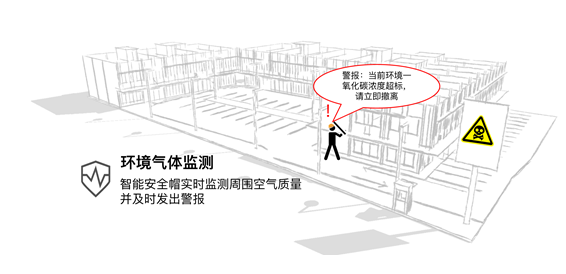 警报：当前环境一
氧化碳浓度超标，
请立即撤离
!
环境气体监测
智能安全帽实时监测周围空气质量
并及时发出警报